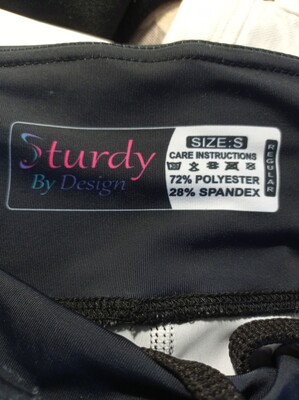 Sturdy
By Design
SIZE:S
CARE INSTRUCTIONS
72% POLYESTER
28% SPANDEX
REGULAR